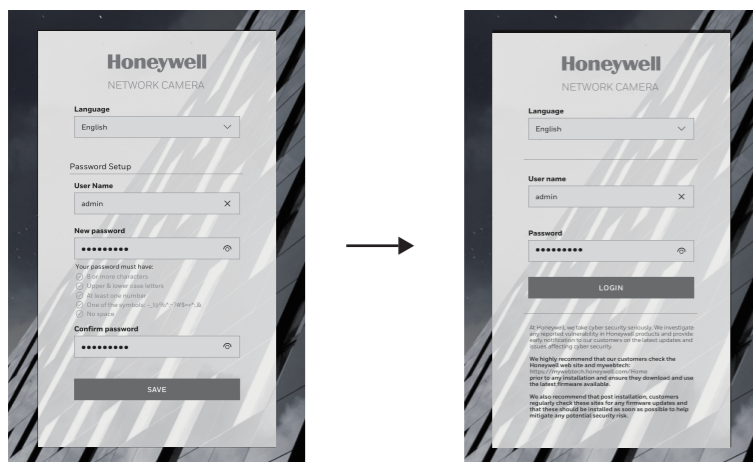 Honeywell
NETWORK CAMERA
Language
English
Password Setup
User Name
admin
New password
•••••••••
Your password must have:
8 or more characters
Upper & lower case letters
At least one number
One of the symbols:
No space
Confirm password
•••••••••
SAVE
Honeywell
NETWORK CAMERA
Language
English
User name
admin
Password
•••••••••
LOGIN
At Honeywell, we take cyber security seriously. We investigate
any reported vulnerability in Honeywell products and provide
early notification to our customers on the latest updates and
issues affecting cyber security.
We highly recommend that our customers check the
Honeywell web site and mywebtech:
https://mywebtech.honeywell.com/Home
prior to any installation and ensure they download and use
the latest firmware available.
We also recommend that post installation, customers
regularly check these sites for any firmware updates and
that these should be installed as soon as possible to help
mitigate any potential security risk.